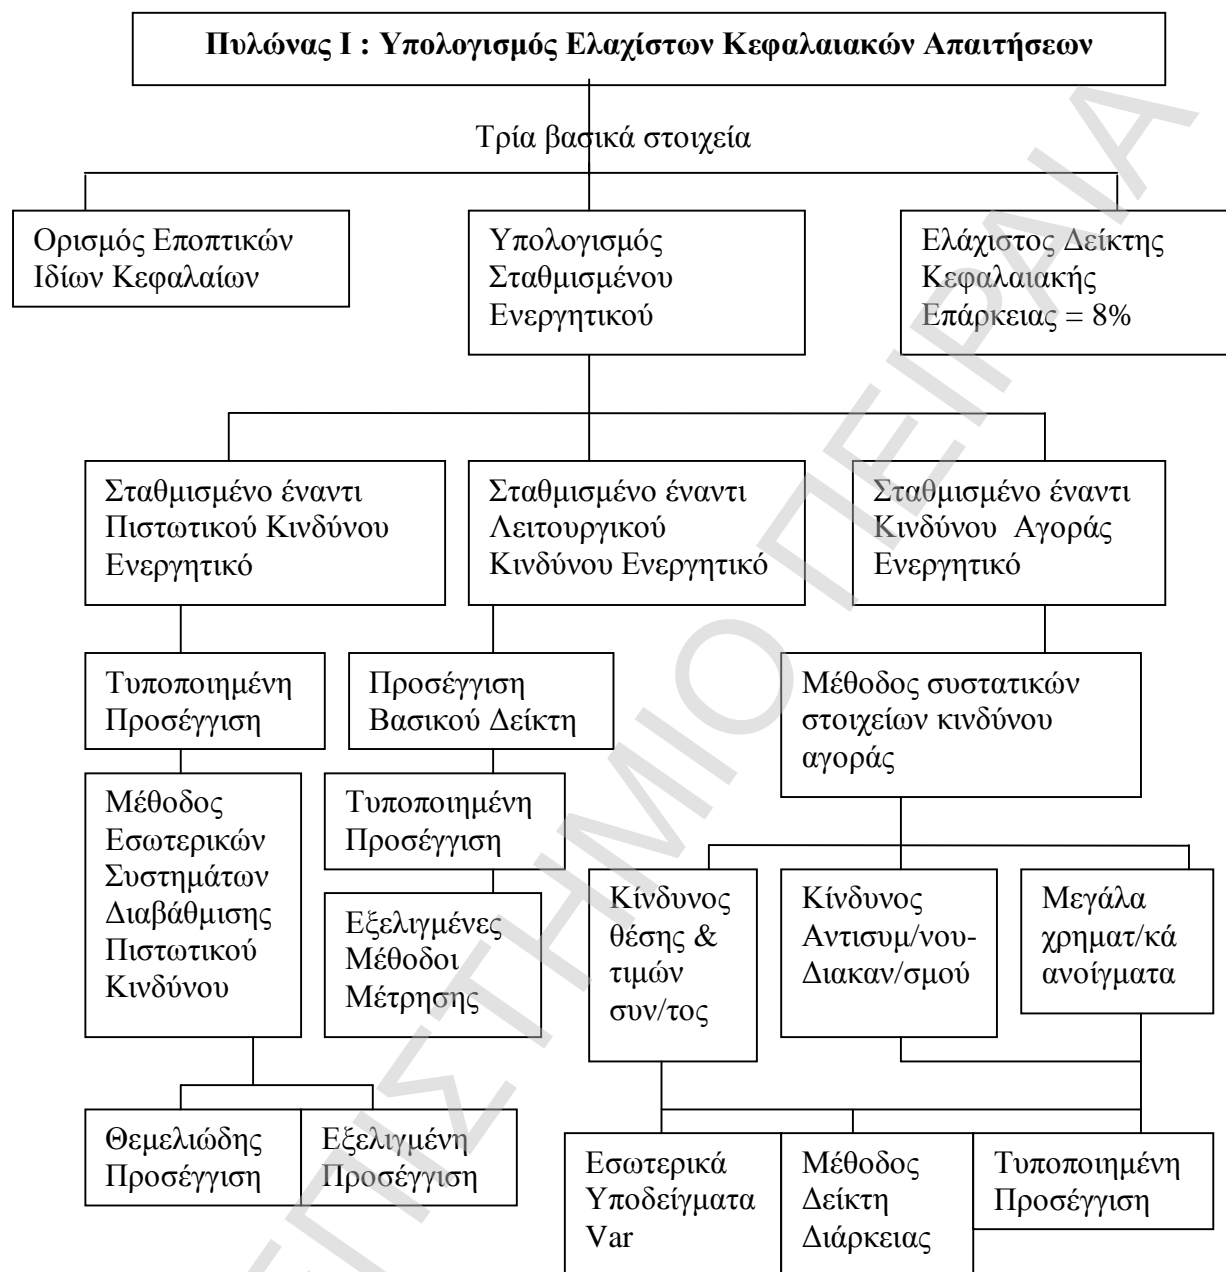 Πυλώνας Ι : Υπολογισμός Ελαχίστων Κεφαλαιακών Απαιτήσεων
Τρία βασικά στοιχεία
Ορισμός Εποπτικών
Ιδίων Κεφαλαίων
Υπολογισμός
Σταθμισμένου
Ενεργητικού
Ελάχιστος Δείκτης
Κεφαλαιακής
Επάρκειας = 8%
Σταθμισμένο έναντι
Πιστωτικού Κινδύνου
Ενεργητικό
Σταθμισμένο έναντι
Λειτουργικού
Κινδύνου Ενεργητικό
Σταθμισμένο έναντι
Κινδύνου Αγοράς
Ενεργητικό
Τυποποιημένη
Προσέγγιση
Προσέγγιση
Βασικού Δείκτη
Μέθοδος συστατικών
στοιχείων κινδύνου
αγοράς
Μέθοδος
Εσωτερικών
Συστημάτων
Διαβάθμισης
Πιστωτικού
Κινδύνου
Τυποποιημένη
Προσέγγιση
Εξελιγμένες
Μέθοδοι
Μέτρησης
Κίνδυνος
θέσης &
τιμών
συν/τος
Κίνδυνος
Αντισυμ/νου-
Διακαν/σμού
Μεγάλα
χρηματ/κά
ανοίγματα
Θεμελιώδης
Προσέγγιση
Εξελιγμένη
Προσέγγιση
Εσωτερικά
Υποδείγματα
Var
Μέθοδος
Δείκτη
Διάρκειας
Τυποποιημένη
Προσέγγιση
ΕΠΙΣΤΗΜΙΟ ΠΕΙΡΑΙΑ